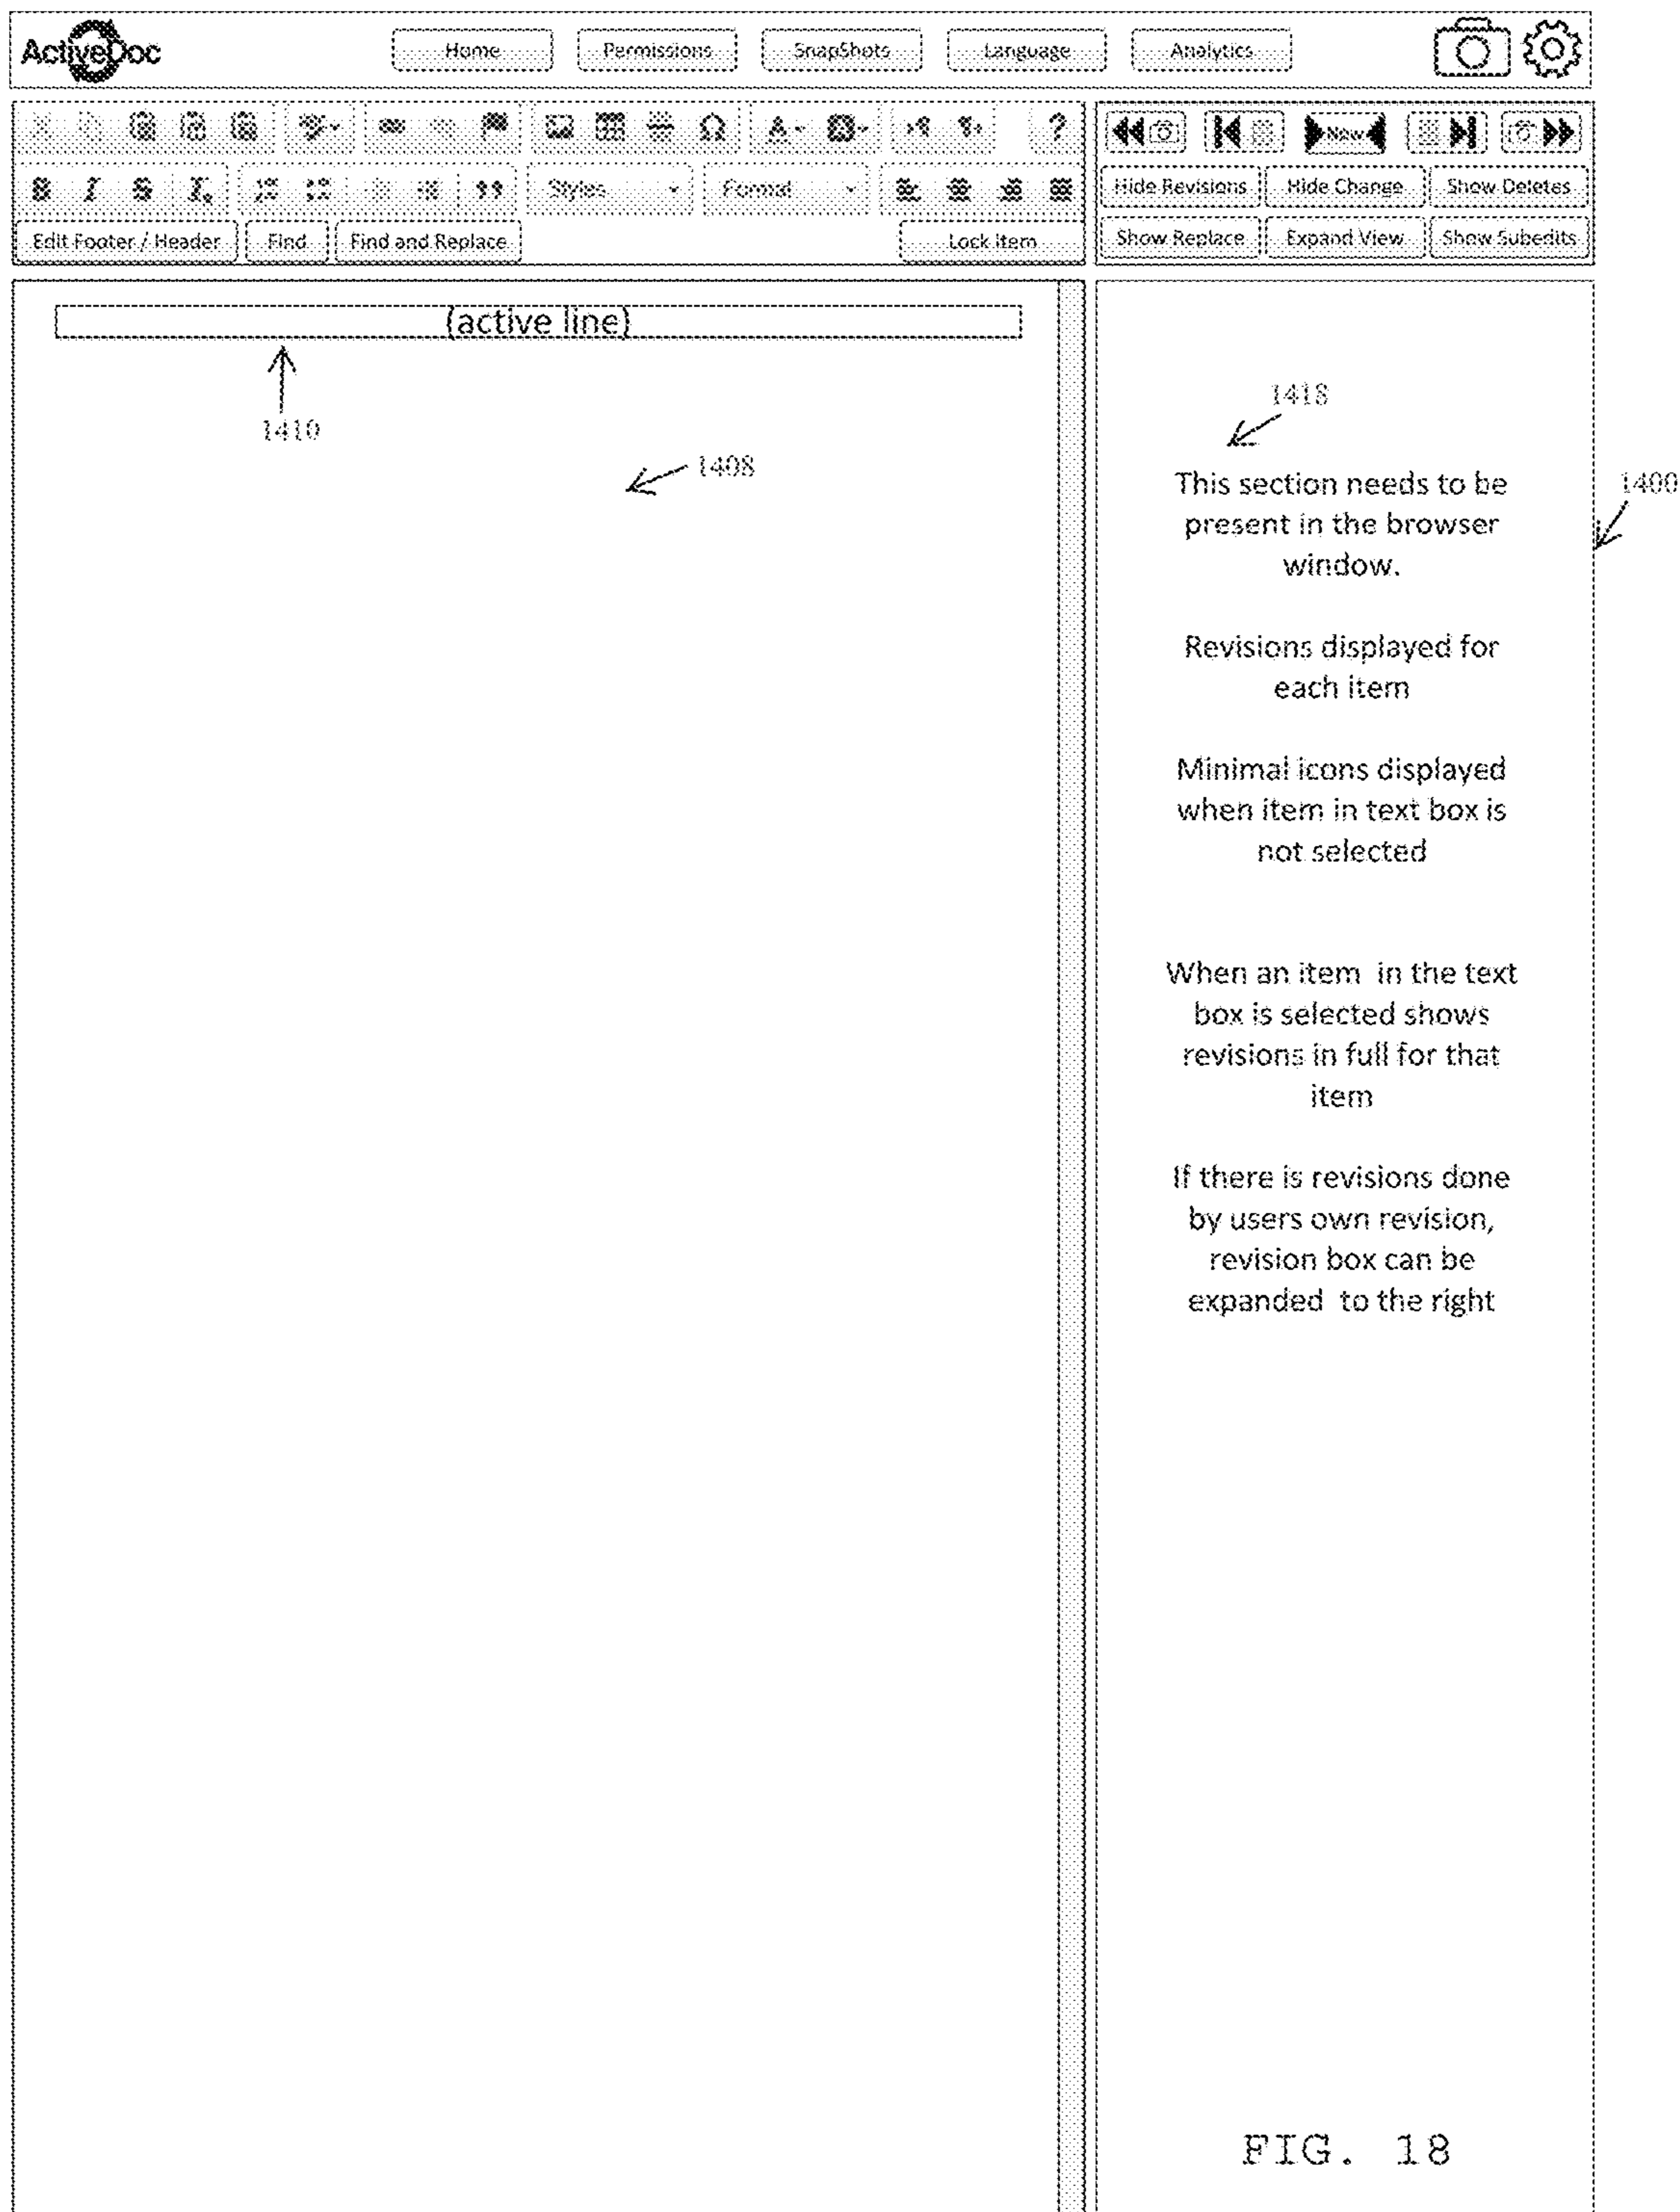 ActiveDoc
Home Permissions SnapShots Language Analytics
Ω A ?
Now
B I S Ix Styles Format
Hide Revisions Hide Change Show Deletes
Edit Footer / Header Find Find and Replace Lock Item
Show Replace Expand View Show Subedits
(active line)
1410
1408
1418
1400
This section needs to be
present in the browser
window.
Revisions displayed for
each item
Minimal icons displayed
when item in text box is
not selected
When an item in the text
box is selected shows
revisions in full for that
item
If there is revisions done
by users own revision,
revision box can be
expanded to the right
FIG. 18